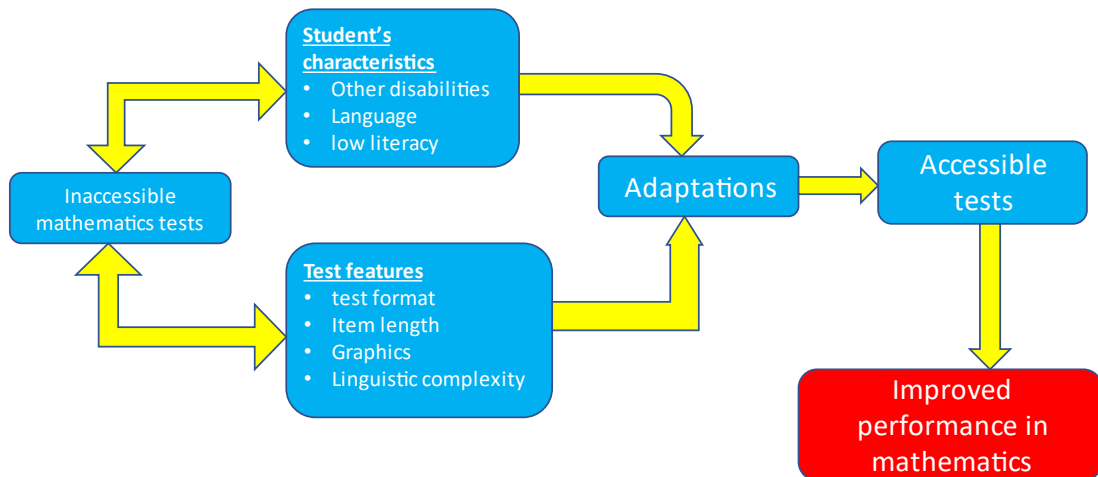 Student's
characteristics
• Other disabilities
• Language
• low literacy
Inaccessible
mathematics tests
Test features
• test format
• Item length
• Graphics
• Linguistic complexity
Adaptations
Accessible
tests
Improved
performance in
mathematics